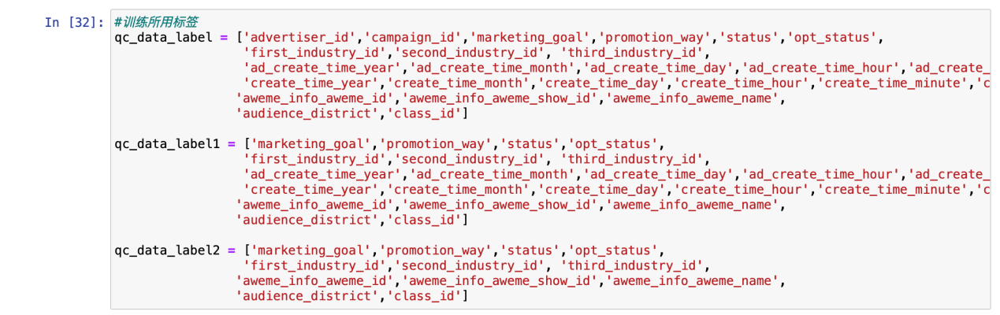 In [32]: #训练所用标签
qc_data_label = ['advertiser_id','campaign_id','marketing_goal','promotion_way','status','opt_status',
'first_industry_id','second_industry_id', 'third_industry_id',
'ad_create_time_year','ad_create_time_month','ad_create_time_day','ad_create_time_hour','ad_create_
'create_time_year','create_time_month','create_time_day','create_time_hour','create_time_minute','c
'aweme_info_aweme_id','aweme_info_aweme_show_id','aweme_info_aweme_name',
'audience_district','class_id']
qc_data_label1 = ['marketing_goal','promotion_way','status','opt_status',
'first_industry_id','second_industry_id', 'third_industry_id',
'ad_create_time_year','ad_create_time_month','ad_create_time_day','ad_create_time_hour','ad_create_
'create_time_year','create_time_month','create_time_day','create_time_hour','create_time_minute','c
'aweme_info_aweme_id','aweme_info_aweme_show_id','aweme_info_aweme_name',
'audience_district','class_id']
qc_data_label2 = ['marketing_goal','promotion_way','status','opt_status',
'first_industry_id','second_industry_id', 'third_industry_id',
'aweme_info_aweme_id','aweme_info_aweme_show_id','aweme_info_aweme_name',
'audience_district','class_id']